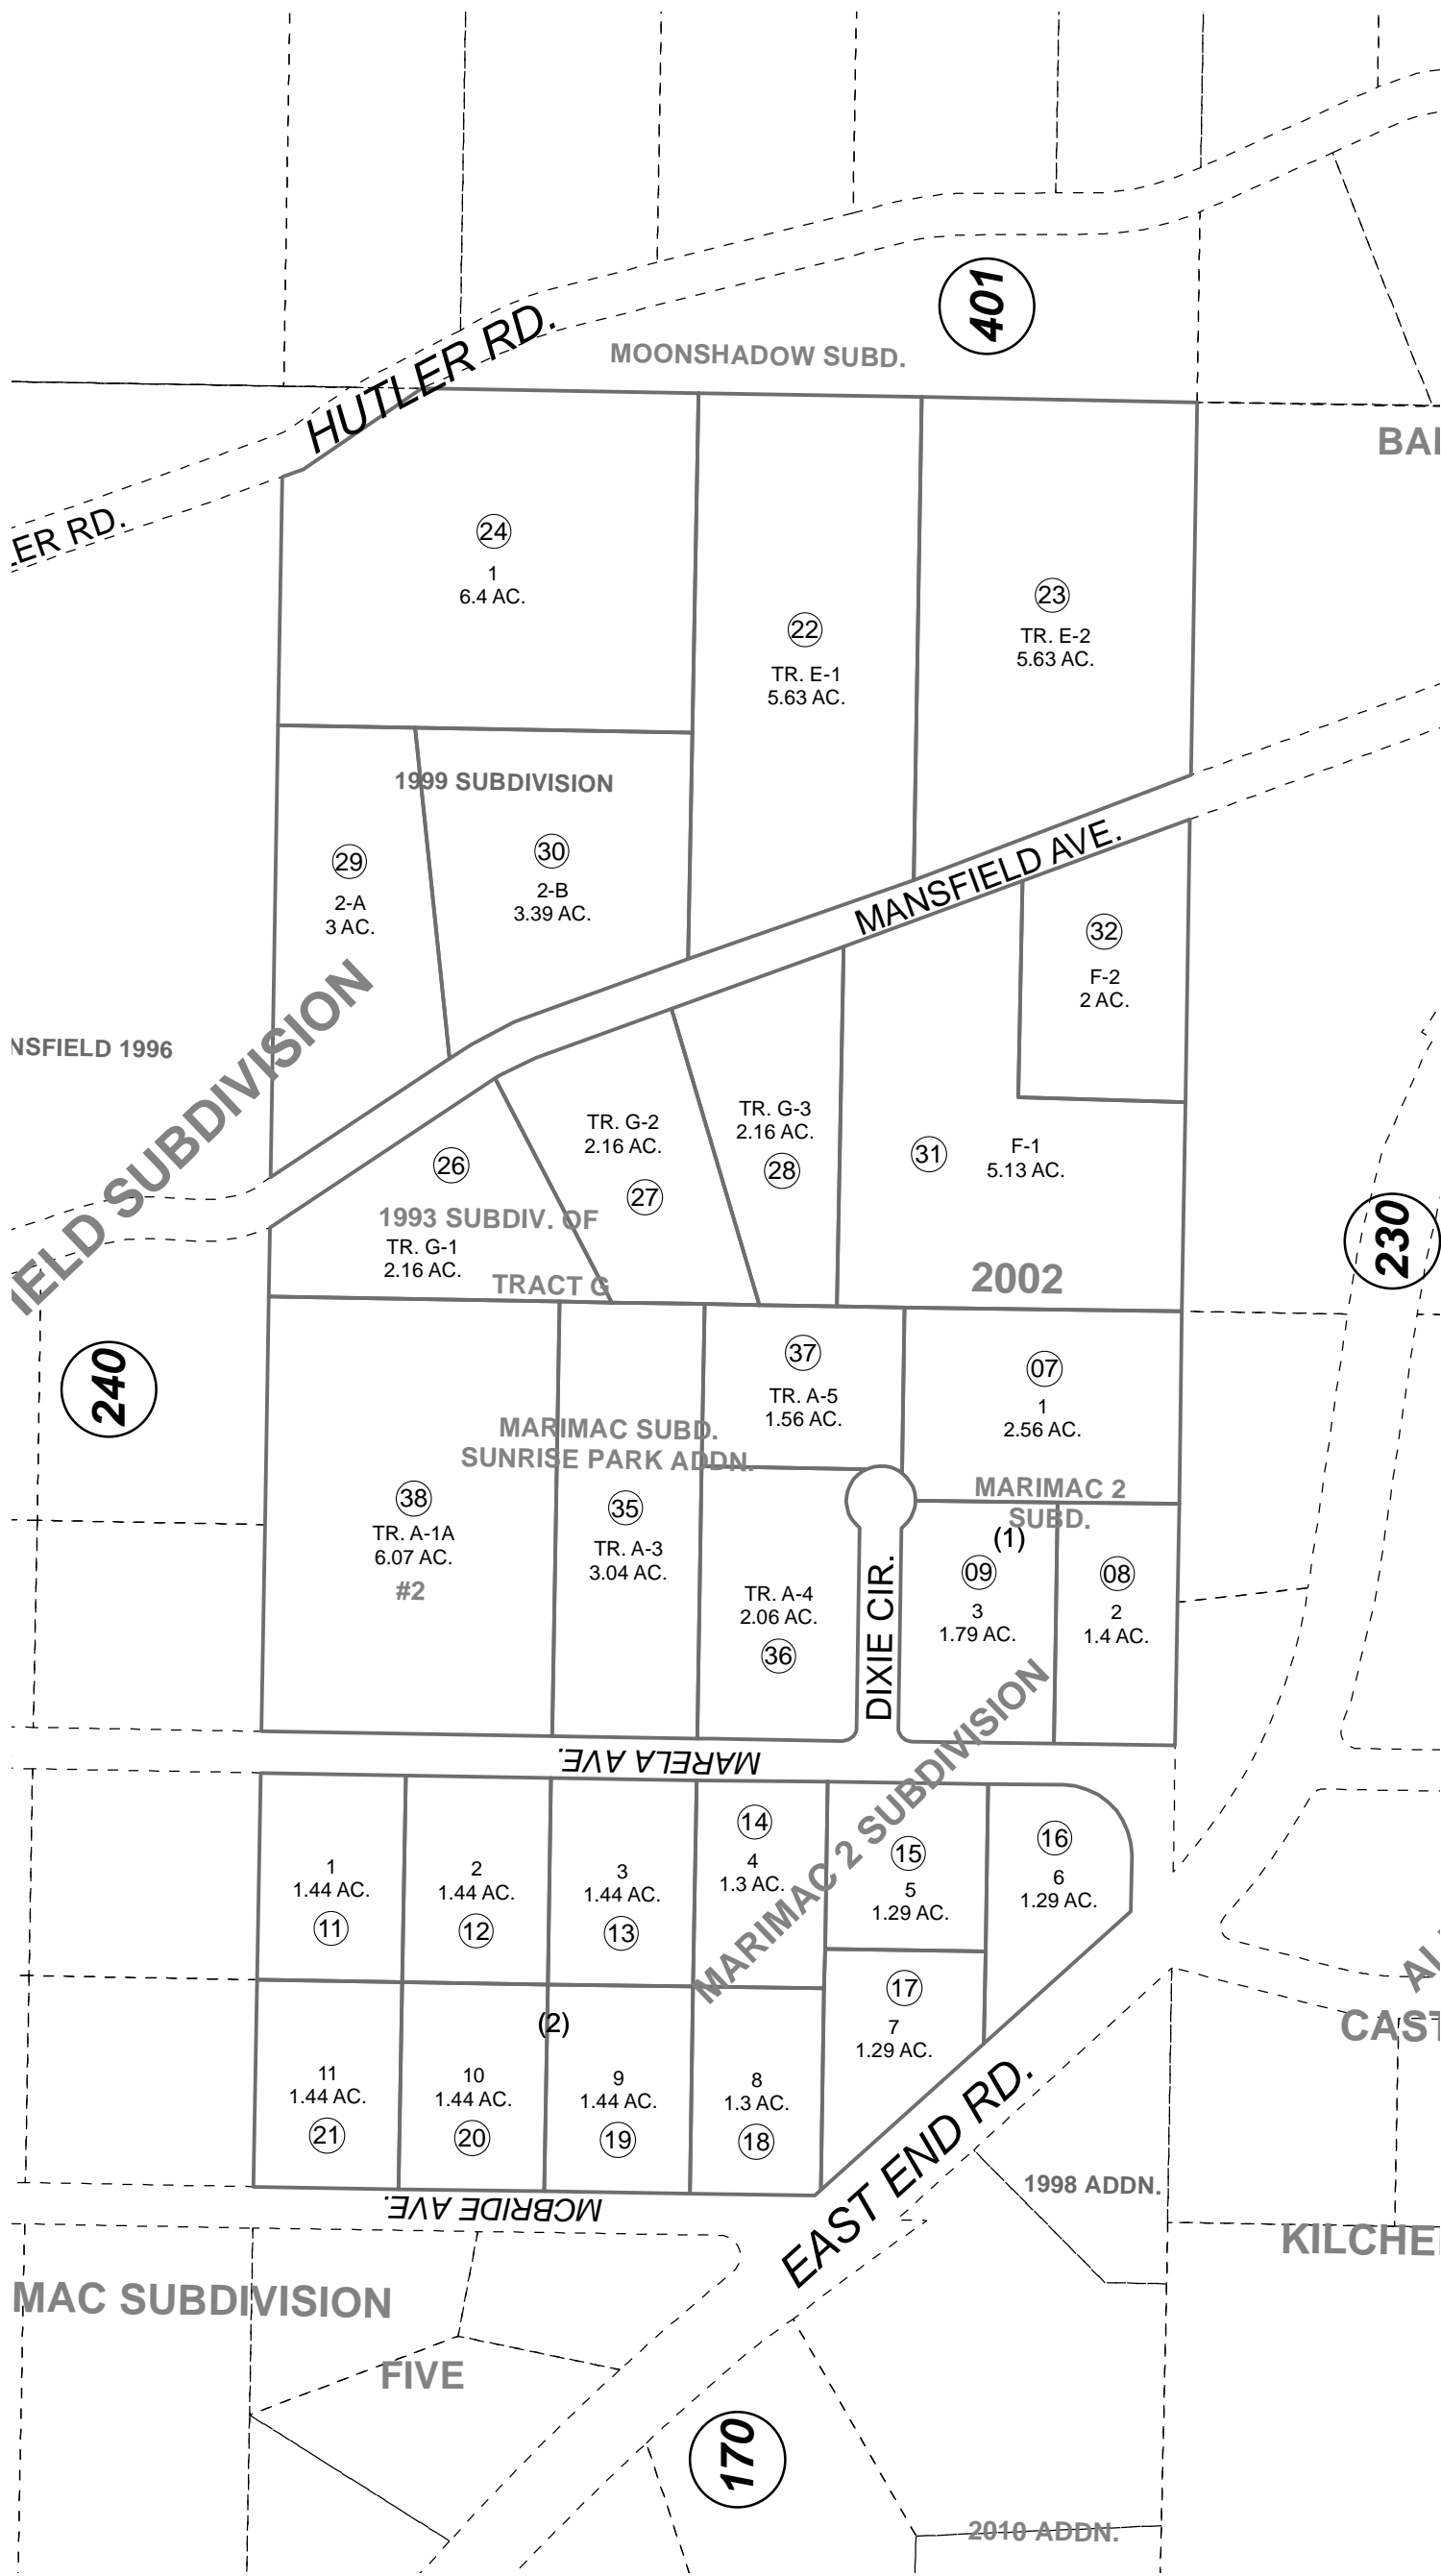 401
HUTLER RD.
MOONSHADOW SUBD.
BAI
LER RD.
24
1
6.4 AC.
23
TR. E-2
5.63 AC.
22
TR. E-1
5.63 AC.
1999 SUBDIVISION
29
2-A
3 AC.
30
2-B
3.39 AC.
MANSFIELD AVE.
32
F-2
2 AC.
NSFIELD 1996
IELD SUBDIVISION
TR. G-2
2.16 AC.
27
TR. G-3
2.16 AC.
28
31
F-1
5.13 AC.
26
1993 SUBDIV. OF
TR. G-1
2.16 AC.
TRACT G
2002
230
240
37
TR. A-5
1.56 AC.
07
1
2.56 AC.
MARIMAC SUBD.
SUNRISE PARK ADDN.
MARIMAC 2
SUBD.
(1)
38
TR. A-1A
6.07 AC.
#2
35
TR. A-3
3.04 AC.
TR. A-4
2.06 AC.
36
DIXIE CIR.
09
3
1.79 AC.
08
2
1.4 AC.
MARELA AVE.
MARIMAC 2 SUBDIVISION
1
1.44 AC.
11
2
1.44 AC.
12
3
1.44 AC.
13
14
4
1.3 AC.
15
5
1.29 AC.
16
6
1.29 AC.
17
7
1.29 AC.
(2)
11
1.44 AC.
21
10
1.44 AC.
20
9
1.44 AC.
19
8
1.3 AC.
18
CAST
MCBRIDE AVE.
EAST END RD.
1998 ADDN.
KILCHE
MAC SUBDIVISION
FIVE
170
2010 ADDN.